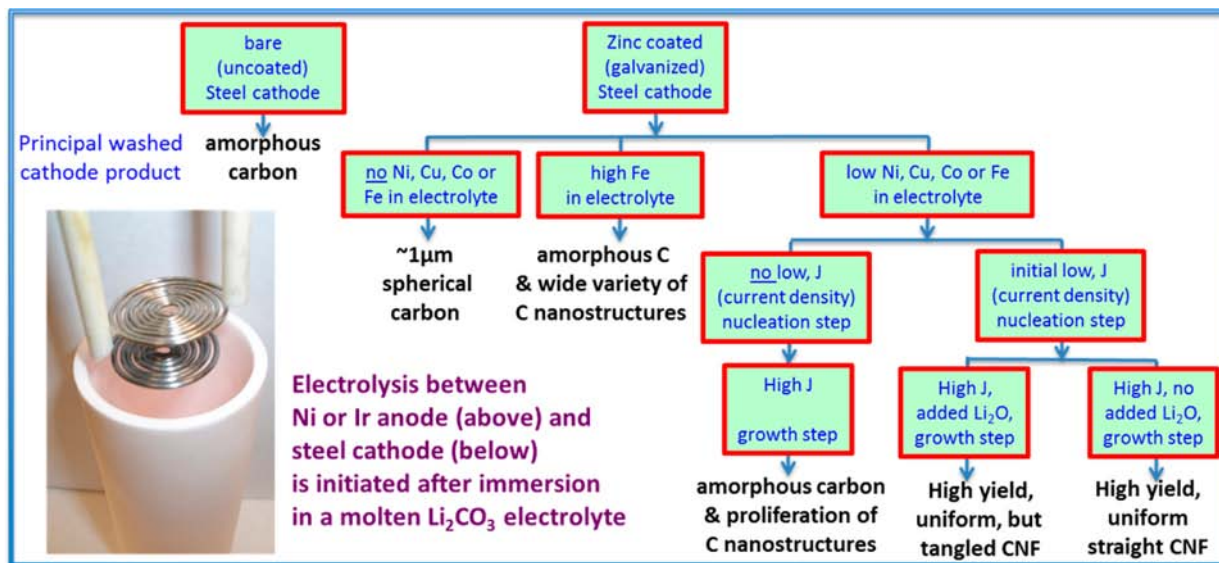 bare
(uncoated)
Steel cathode
Zinc coated
(galvanized)
Steel cathode
Principal washed
cathode product
amorphous
carbon
no Ni, Cu, Co or
Fe in electrolyte
high Fe
in electrolyte
low Ni, Cu, Co or Fe
in electrolyte
~1µm
spherical
carbon
amorphous C
& wide variety of
C nanostructures
no low, J
(current density)
nucleation step
initial low, J
(current density)
nucleation step
High J
growth step
High J,
added Li₂O,
growth step
High J, no
added Li₂O,
growth step
amorphous carbon
& proliferation of
C nanostructures
High yield,
uniform, but
tangled CNF
High yield,
uniform
straight CNF
Electrolysis between
Ni or Ir anode (above) and
steel cathode (below)
is initiated after immersion
in a molten Li₂CO₃ electrolyte